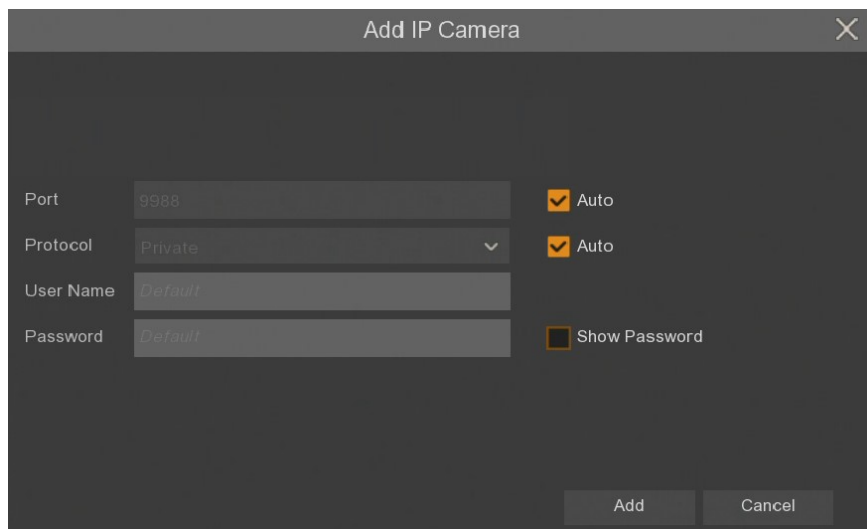 Add IP Camera
Port 9988 Auto
Protocol Private Auto
User Name Default
Password Default Show Password
Add Cancel